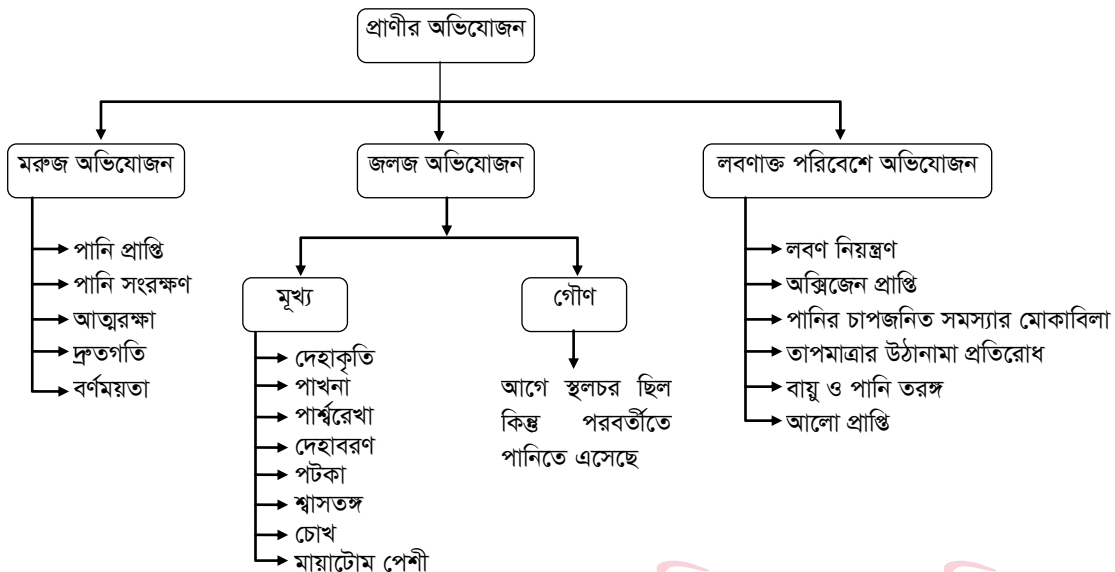 প্রাণীর অভিযোজন
মরুজ অভিযোজন
পানি প্রাপ্তি
পানি সংরক্ষণ
আত্মরক্ষা
দ্রুতগতি
বর্ণময়তা
জলজ অভিযোজন
মূখ্য
দেহাকৃতি
পাখনা
পার্শ্বরেখা
দেহাবরণ
পটকা
শ্বাসতঙ্গ
চোখ
মায়াটোম পেশী
গৌণ
আগে স্থলচর ছিল
কিন্তু পরবর্তীতে
পানিতে এসেছে
লবণাক্ত পরিবেশে অভিযোজন
লবণ নিয়ন্ত্রণ
অক্সিজেন প্রাপ্তি
পানির চাপজনিত সমস্যার মোকাবিলা
তাপমাত্রার উঠানামা প্রতিরোধ
বায়ু ও পানি তরঙ্গ
আলো প্রাপ্তি